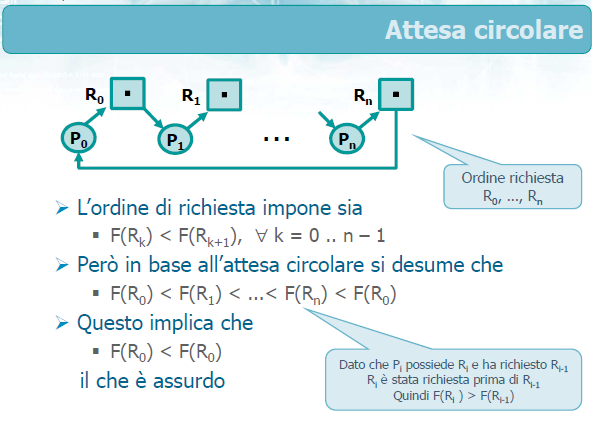 Attesa circolare
R0 R1 Rn
P0 P1 ... Pn
Ordine richiesta
R0, ..., Rn
➢ L'ordine di richiesta impone sia
▪ F(Rk) < F(Rk+1), ∀ k = 0 .. n – 1
➢ Però in base all'attesa circolare si desume che
▪ F(R0) < F(R1) < ...< F(Rn) < F(R0)
➢ Questo implica che
▪ F(R0) < F(R0)
il che è assurdo
Dato che Pi possiede Ri e ha richiesto Ri-1
Ri è stata richiesta prima di Ri-1
Quindi F(Ri ) > F(Ri-1)